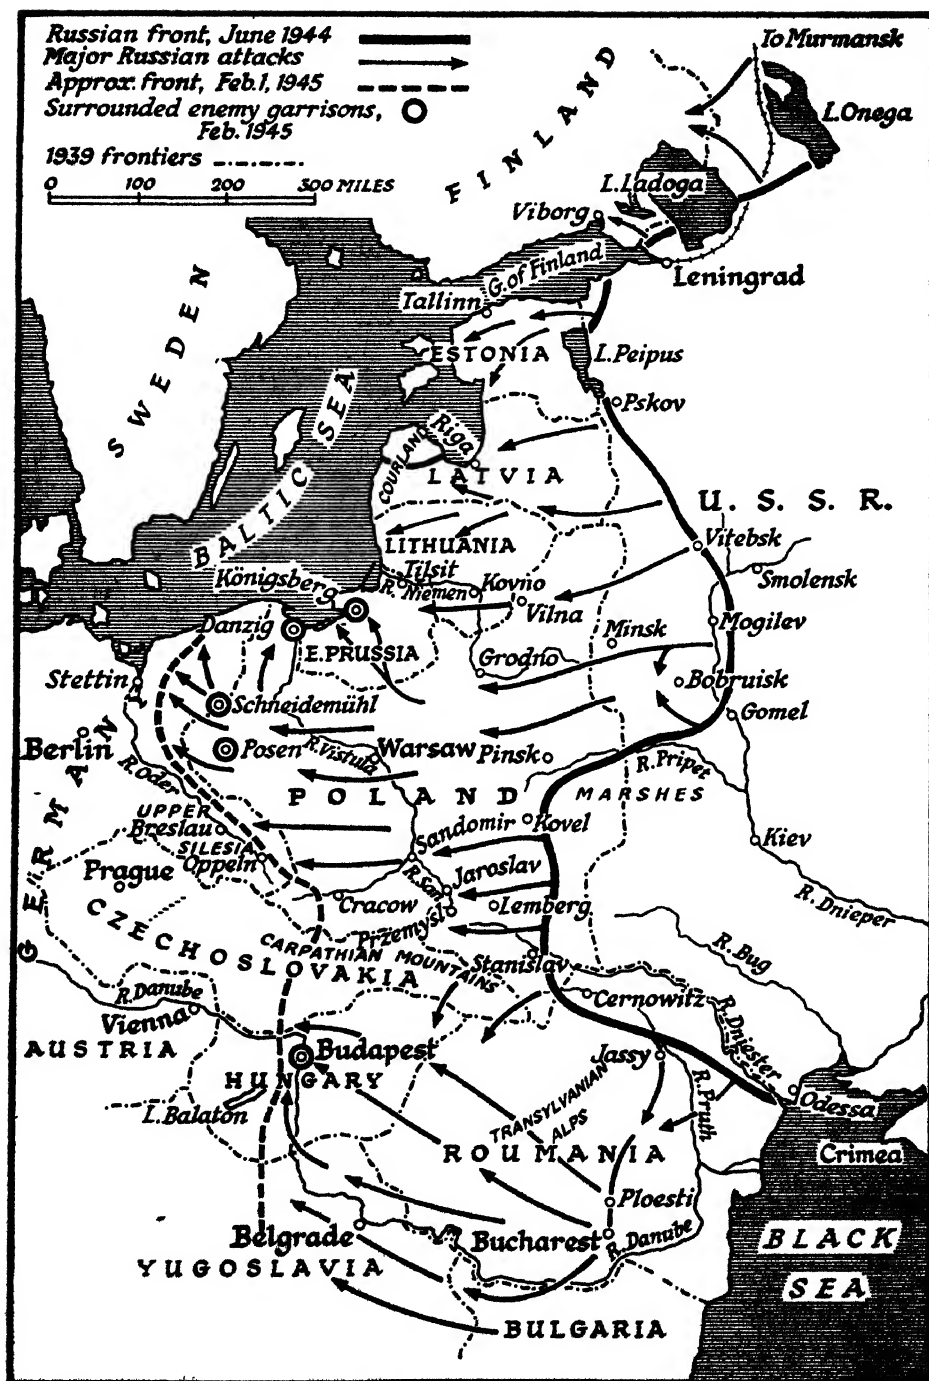 Russian front, June 1944
Major Russian attacks
Approx. front, Feb. 1, 1945
Surrounded enemy garrisons,
Feb. 1945
1939 frontiers
0 100 200 300 MILES
To Murmansk
L. Onega
FINLAND
L. Ladoga
Viborg
G. of Finland
Leningrad
Tallinn
SWEDEN
ESTONIA
L. Peipus
Pskov
BALTIC SEA
Riga
COURLAND
LATVIA
U. S. S. R.
LITHUANIA
Vitebsk
Tilsit
Smolensk
Königsberg
R. Niemen
Kovno
Vilna
Mogilev
Danzig
Minsk
E. PRUSSIA
Grodno
Stettin
Bobruisk
Schneidemühl
Gomel
Berlin
Posen
R. Vistula
Warsaw
Pinsk
R. Pripet
R. Oder
POLAND
MARSHES
GERMANY
UPPER
SILESIA
Breslau
Sandomir
Kovel
Kiev
Oppeln
Prague
R. San
Jaroslav
Cracow
Lemberg
R. Dnieper
Przemyśl
CZECHOSLOVAKIA
CARPATHIAN MOUNTAINS
Stanislav
R. Bug
R. Danube
Cernowitz
R. Dniester
Vienna
AUSTRIA
Budapest
Jassy
HUNGARY
R. Pruth
Odessa
L. Balaton
TRANSYLVANIAN
ALPS
Crimea
ROUMANIA
Ploesti
Belgrade
Bucharest
R. Danube
BLACK
SEA
YUGOSLAVIA
BULGARIA